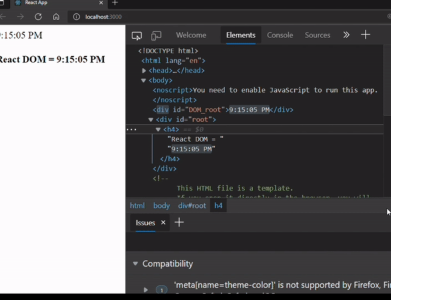 React App
localhost:3000
9:15:05 PM
React DOM = 9:15:05 PM
Welcome Elements Console Sources
<!DOCTYPE html>
<html lang="en">
<head>…</head>
<body>
<noscript>You need to enable JavaScript to run this app.
</noscript>
<div id="DOM_root">9:15:05 PM</div>
<div id="root">
<h4> == $0
"React DOM = "
"9:15:05 PM"
</h4>
</div>
<!--
This HTML file is a template.
html body div#root h4
Issues
Compatibility
1 'meta[name=theme-color]' is not supported by Firefox,